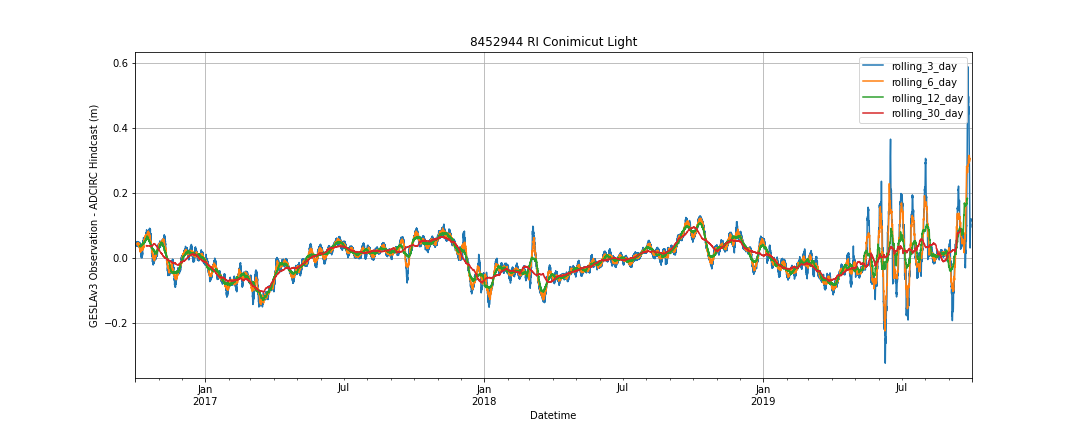 8452944 RI Conimicut Light
GESLAv3 Observation - ADCIRC Hindcast (m)
0.6
0.4
0.2
0.0
−0.2
rolling_3_day
rolling_6_day
rolling_12_day
rolling_30_day
Jan
2017
Jul
Jan
2018
Jul
Jan
2019
Jul
Datetime